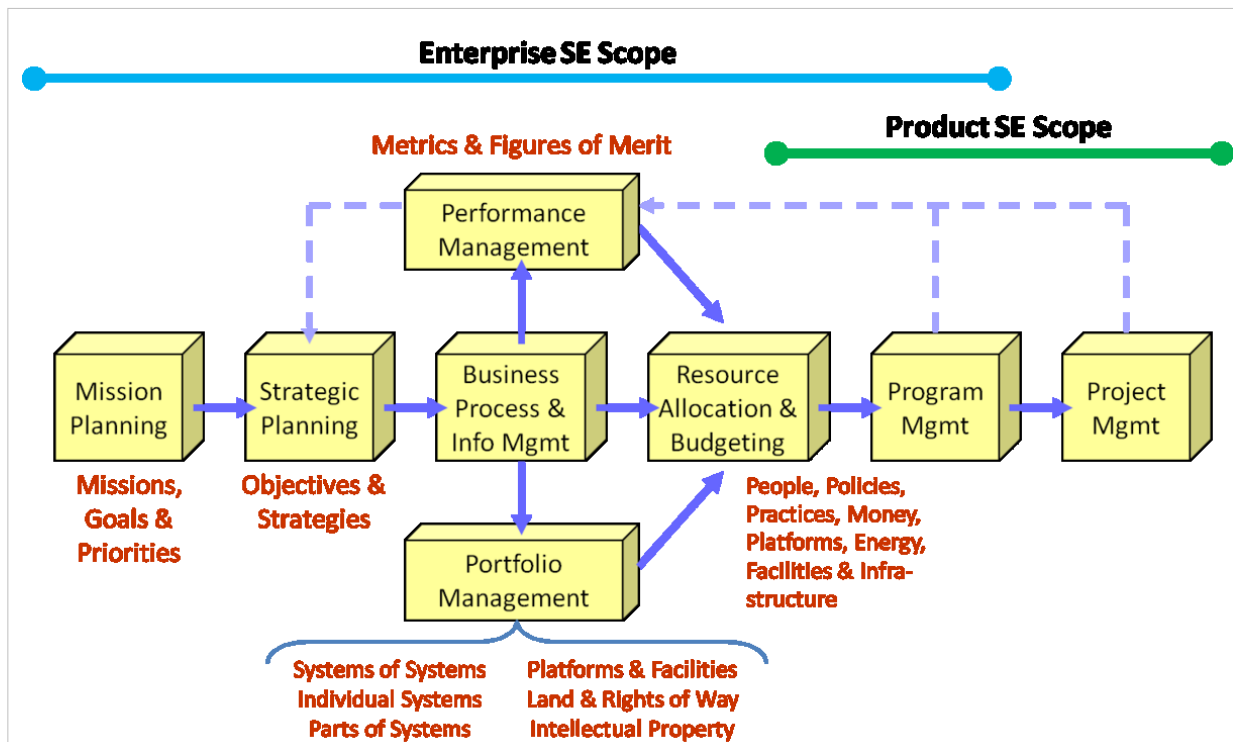 Enterprise SE Scope
Product SE Scope
Metrics & Figures of Merit
Performance
Management
Mission
Planning
Strategic
Planning
Business
Process &
Info Mgmt
Resource
Allocation &
Budgeting
Program
Mgmt
Project
Mgmt
Missions,
Goals &
Priorities
Objectives &
Strategies
People, Policies,
Practices, Money,
Platforms, Energy,
Facilities & Infra-
structure
Portfolio
Management
Systems of Systems
Individual Systems
Parts of Systems
Platforms & Facilities
Land & Rights of Way
Intellectual Property